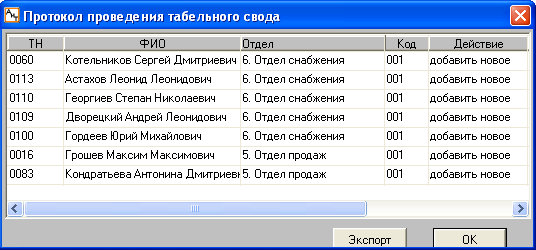 Протокол проведения табельного свода
ТН ФИО Отдел Код Действие
0060 Котельников Сергей Дмитриевич 6. Отдел снабжения 001 добавить новое
0113 Астахов Леонид Леонидович 6. Отдел снабжения 001 добавить новое
0110 Георгиев Степан Николаевич 6. Отдел снабжения 001 добавить новое
0109 Дворецкий Андрей Леонидович 6. Отдел снабжения 001 добавить новое
0100 Гордеев Юрий Михайлович 6. Отдел снабжения 001 добавить новое
0016 Грошев Максим Максимович 5. Отдел продаж 001 добавить новое
0083 Кондратьева Антонина Дмитриевн 5. Отдел продаж 001 добавить новое
Экспорт OK